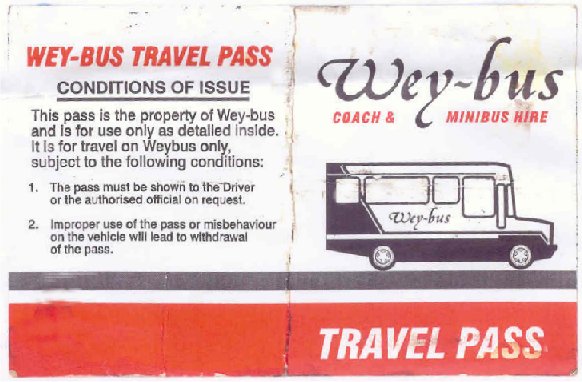 WEY-BUS TRAVEL PASS
CONDITIONS OF ISSUE
This pass is the property of Wey-bus
and is for use only as detailed inside.
It is for travel on Weybus only,
subject to the following conditions:
1. The pass must be shown to the Driver
or the authorised official on request.
2. Improper use of the pass or misbehaviour
on the vehicle will lead to withdrawal
of the pass.
Wey-bus
COACH & MINIBUS HIRE
Wey-bus
TRAVEL PASS